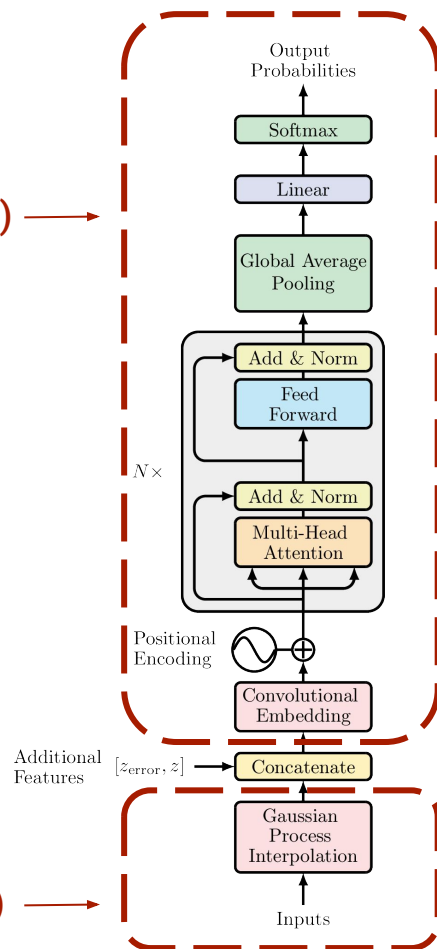 Output
Probabilities
Softmax
)
Linear
Global Average
Pooling
Add & Norm
Feed
Forward
N×
Add & Norm
Multi-Head
Attention
Positional
Encoding
Convolutional
Embedding
Additional
Features
[z_error, z]
Concatenate
Gaussian
Process
Interpolation
)
Inputs